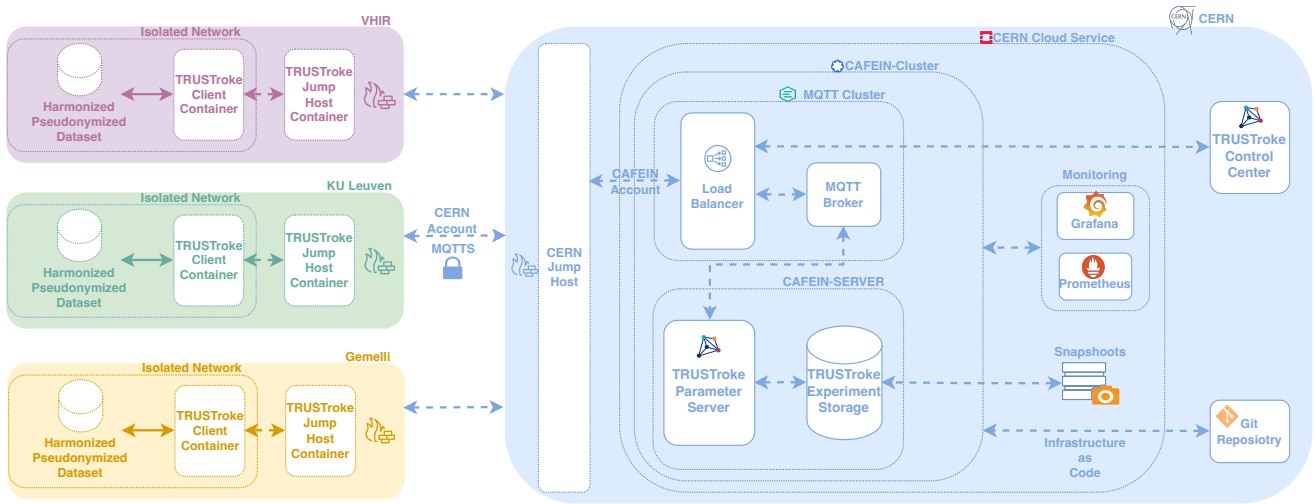 VHIR
Isolated Network
Harmonized
Pseudonymized
Dataset
TRUSTroke
Client
Container
TRUSTroke
Jump
Host
Container
KU Leuven
Isolated Network
Harmonized
Pseudonymized
Dataset
TRUSTroke
Client
Container
TRUSTroke
Jump
Host
Container
Gemelli
Isolated Network
Harmonized
Pseudonymized
Dataset
TRUSTroke
Client
Container
TRUSTroke
Jump
Host
Container
CERN
Account
MQTTS
CERN
Jump
Host
CERN
CERN
CERN Cloud Service
CAFEIN-Cluster
MQTT Cluster
CAFEIN
Account
Load
Balancer
MQTT
Broker
CAFEIN-SERVER
TRUSTroke
Parameter
Server
TRUSTroke
Experiment
Storage
Monitoring
Grafana
Prometheus
Snapshoots
Infrastructure
as
Code
TRUSTroke
Control
Center
Git
Reposiotry